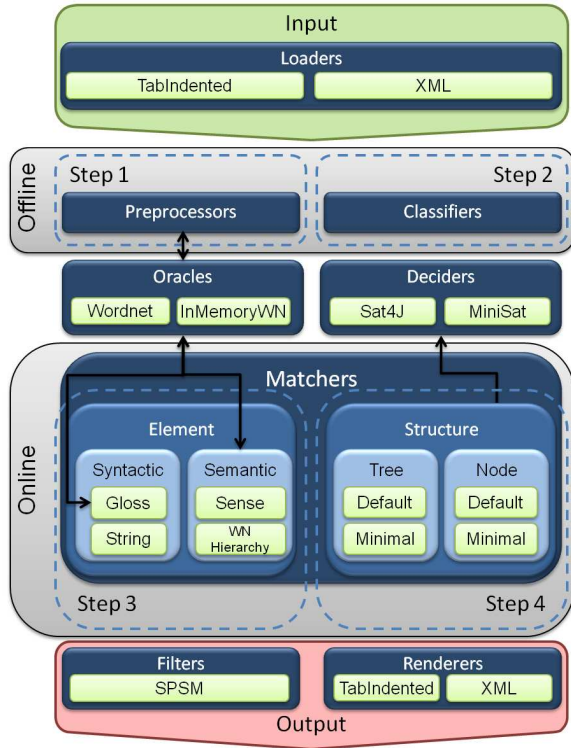 Input
Loaders
TabIndented XML
Offline
Step 1 Step 2
Preprocessors Classifiers
Oracles Deciders
Wordnet InMemoryWN Sat4J MiniSat
Online
Matchers
Element Structure
Syntactic Semantic Tree Node
Gloss Sense Default Default
String WN Hierarchy Minimal Minimal
Step 3 Step 4
Filters Renderers
SPSM TabIndented XML
Output